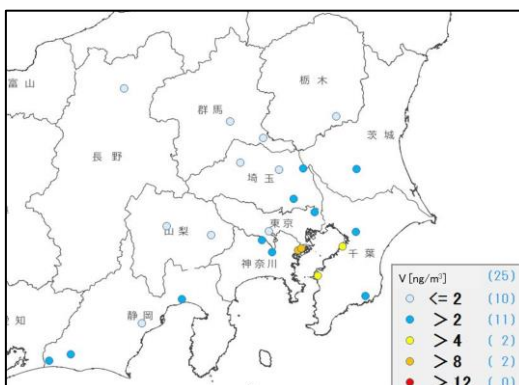 富山
栃木
群馬
茨城
長野
埼玉
東京
山梨
千葉
神奈川
静岡
知
V [ng/m³] (25)
<= 2 (10)
> 2 (11)
> 4 ( 2)
> 8 ( 2)
> 12 ( 0)